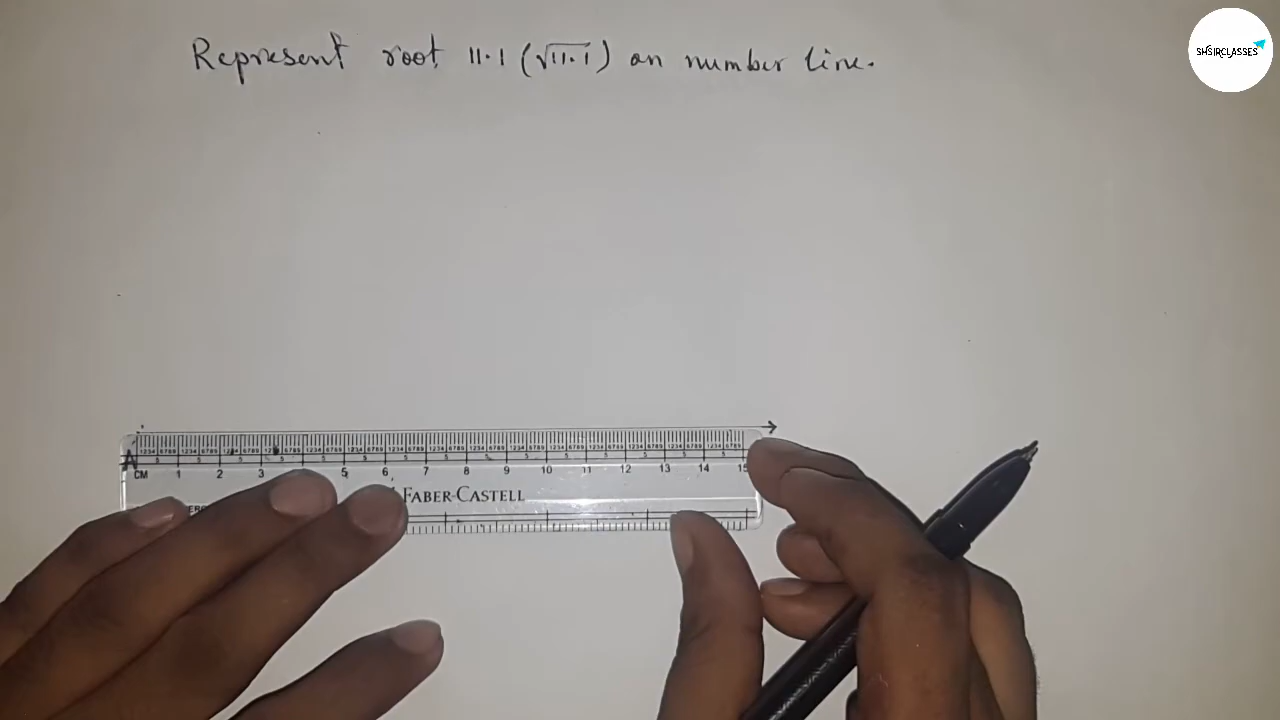 Represent root 11.1 (√11.1) on number line.
SHSIRCLASSES
A
CM 1 2 3 5 6 7 8 9 10 11 12 13 14 15
FABER-CASTELL